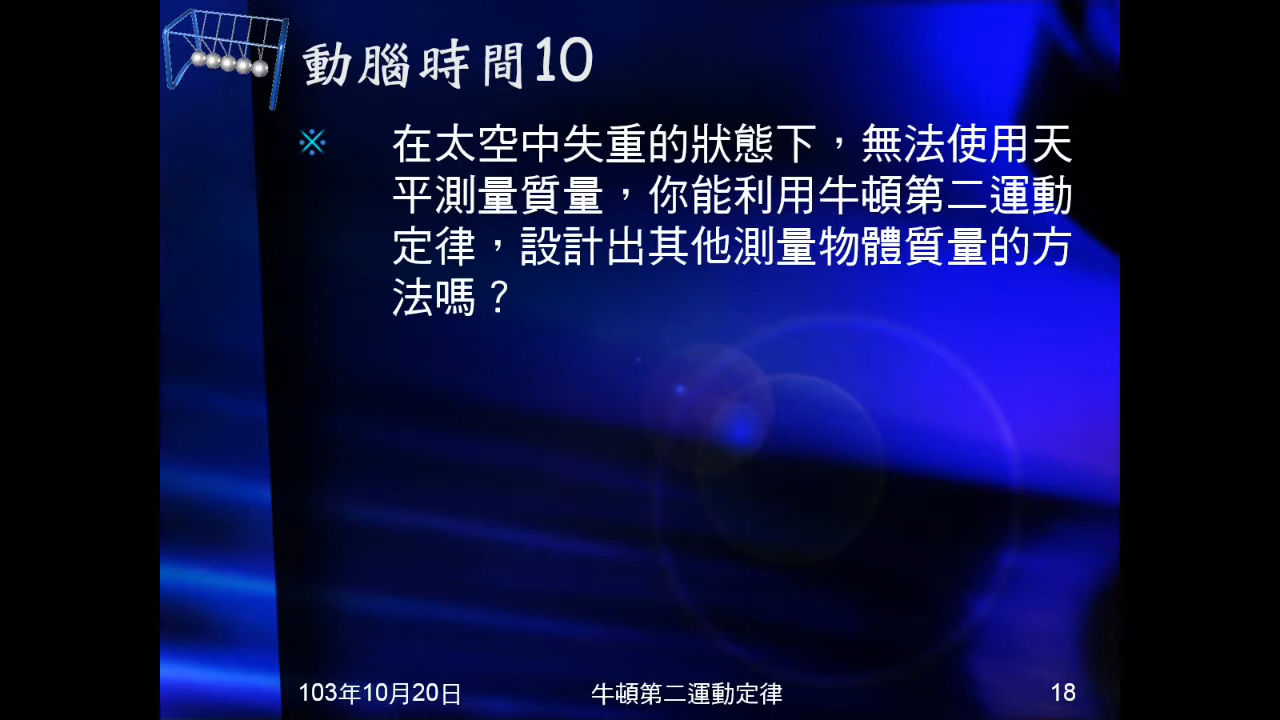 動腦時間10
※ 在太空中失重的狀態下，無法使用天
平測量質量，你能利用牛頓第二運動
定律，設計出其他測量物體質量的方
法嗎？
103年10月20日 牛頓第二運動定律 18